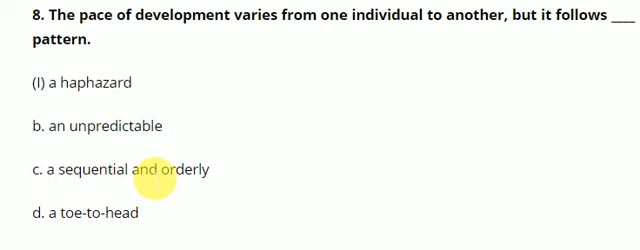 8. The pace of development varies from one individual to another, but it follows ____
pattern.
(I) a haphazard
b. an unpredictable
c. a sequential and orderly
d. a toe-to-head